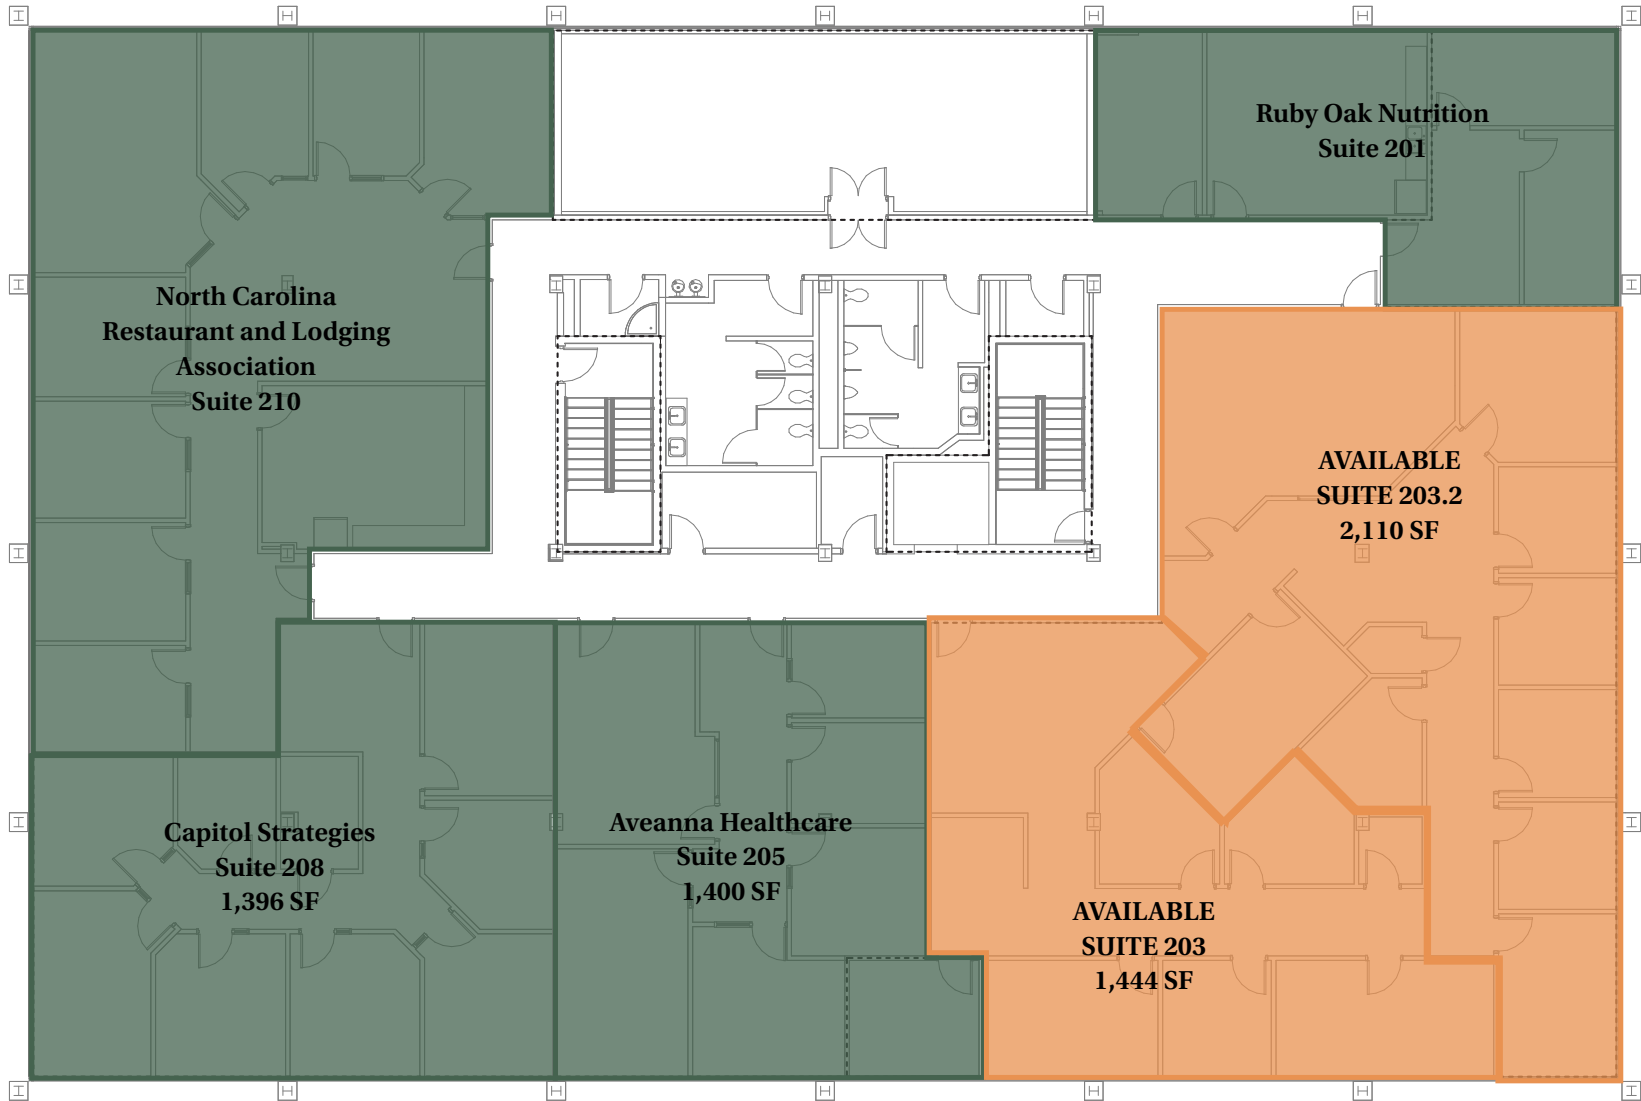 Ruby Oak Nutrition
Suite 201
North Carolina
Restaurant and Lodging
Association
Suite 210
AVAILABLE
SUITE 203.2
2,110 SF
Capitol Strategies
Suite 208
1,396 SF
Aveanna Healthcare
Suite 205
1,400 SF
AVAILABLE
SUITE 203
1,444 SF